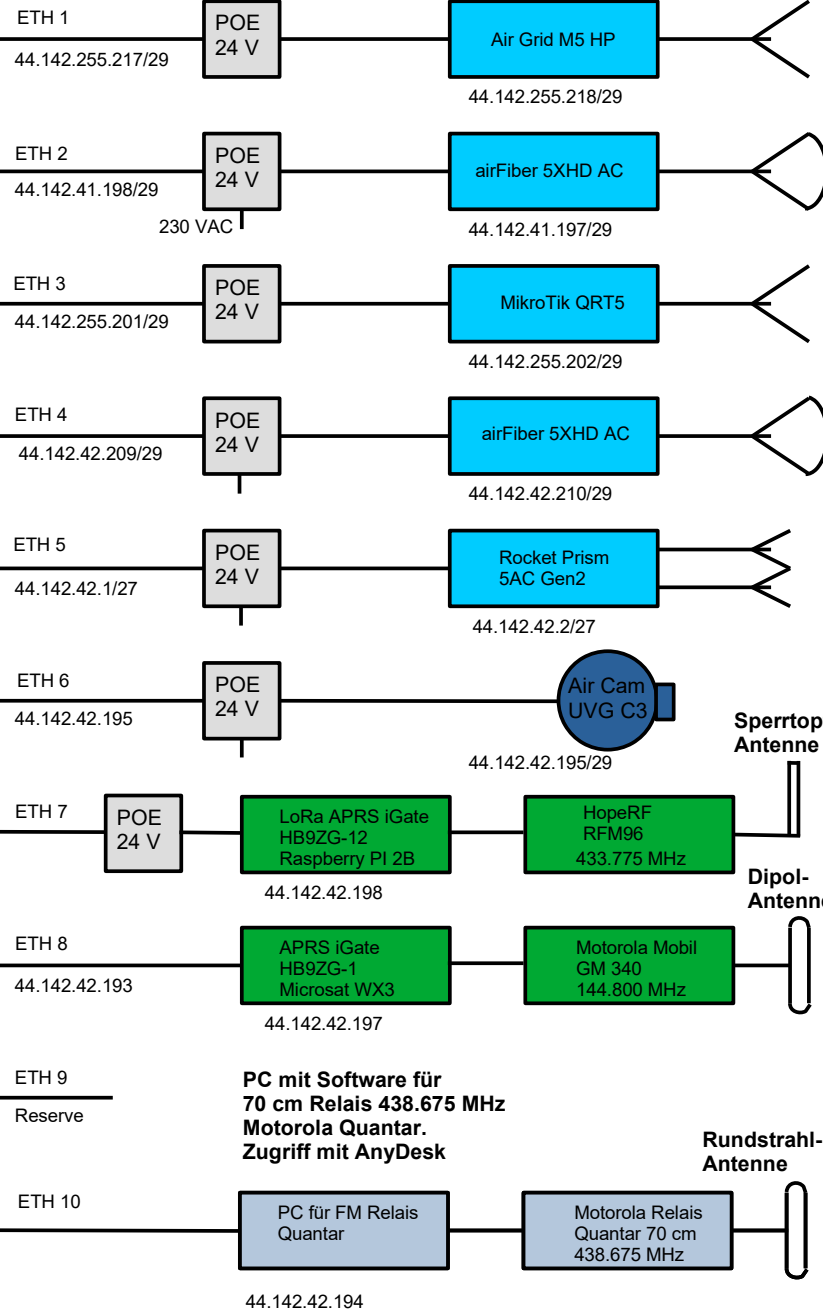 ETH 1
POE
24 V
Air Grid M5 HP
44.142.255.217/29
44.142.255.218/29
ETH 2
POE
24 V
airFiber 5XHD AC
44.142.41.198/29
230 VAC
44.142.41.197/29
ETH 3
POE
24 V
MikroTik QRT5
44.142.255.201/29
44.142.255.202/29
ETH 4
POE
24 V
airFiber 5XHD AC
44.142.42.209/29
44.142.42.210/29
ETH 5
POE
24 V
Rocket Prism
5AC Gen2
44.142.42.1/27
44.142.42.2/27
ETH 6
POE
24 V
Air Cam
UVG C3
44.142.42.195
44.142.42.195/29
Sperrtop
Antenne
ETH 7
POE
24 V
LoRa APRS iGate
HB9ZG-12
Raspberry PI 2B
HopeRF
RFM96
433.775 MHz
44.142.42.198
Dipol-
Antenne
ETH 8
APRS iGate
HB9ZG-1
Microsat WX3
Motorola Mobil
GM 340
144.800 MHz
44.142.42.193
44.142.42.197
ETH 9
Reserve
PC mit Software für
70 cm Relais 438.675 MHz
Motorola Quantar.
Zugriff mit AnyDesk
Rundstrahl-
Antenne
ETH 10
PC für FM Relais
Quantar
Motorola Relais
Quantar 70 cm
438.675 MHz
44.142.42.194